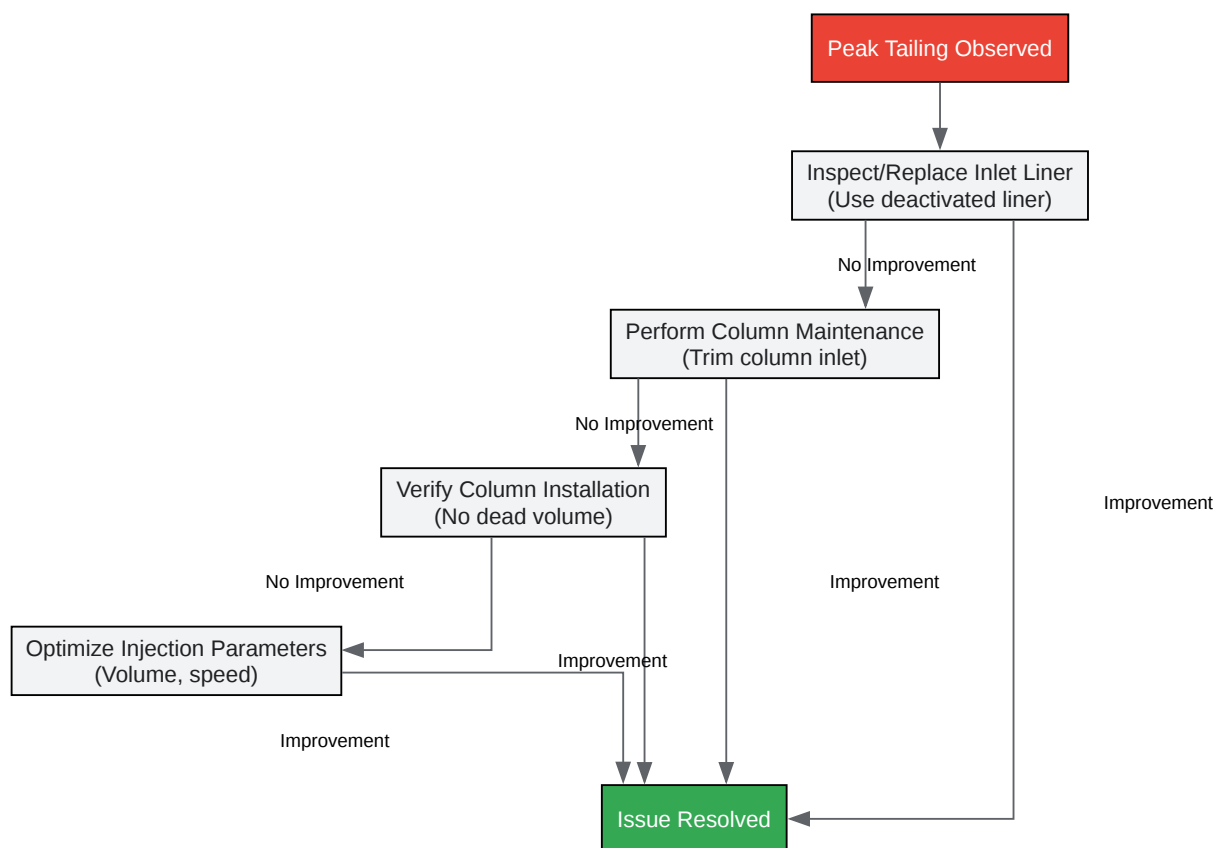 Peak Tailing Observed
Inspect/Replace Inlet Liner
(Use deactivated liner)
No Improvement
Perform Column Maintenance
(Trim column inlet)
No Improvement
Verify Column Installation
(No dead volume)
Improvement
No Improvement
Improvement
Optimize Injection Parameters
(Volume, speed)
Improvement
Improvement
Issue Resolved